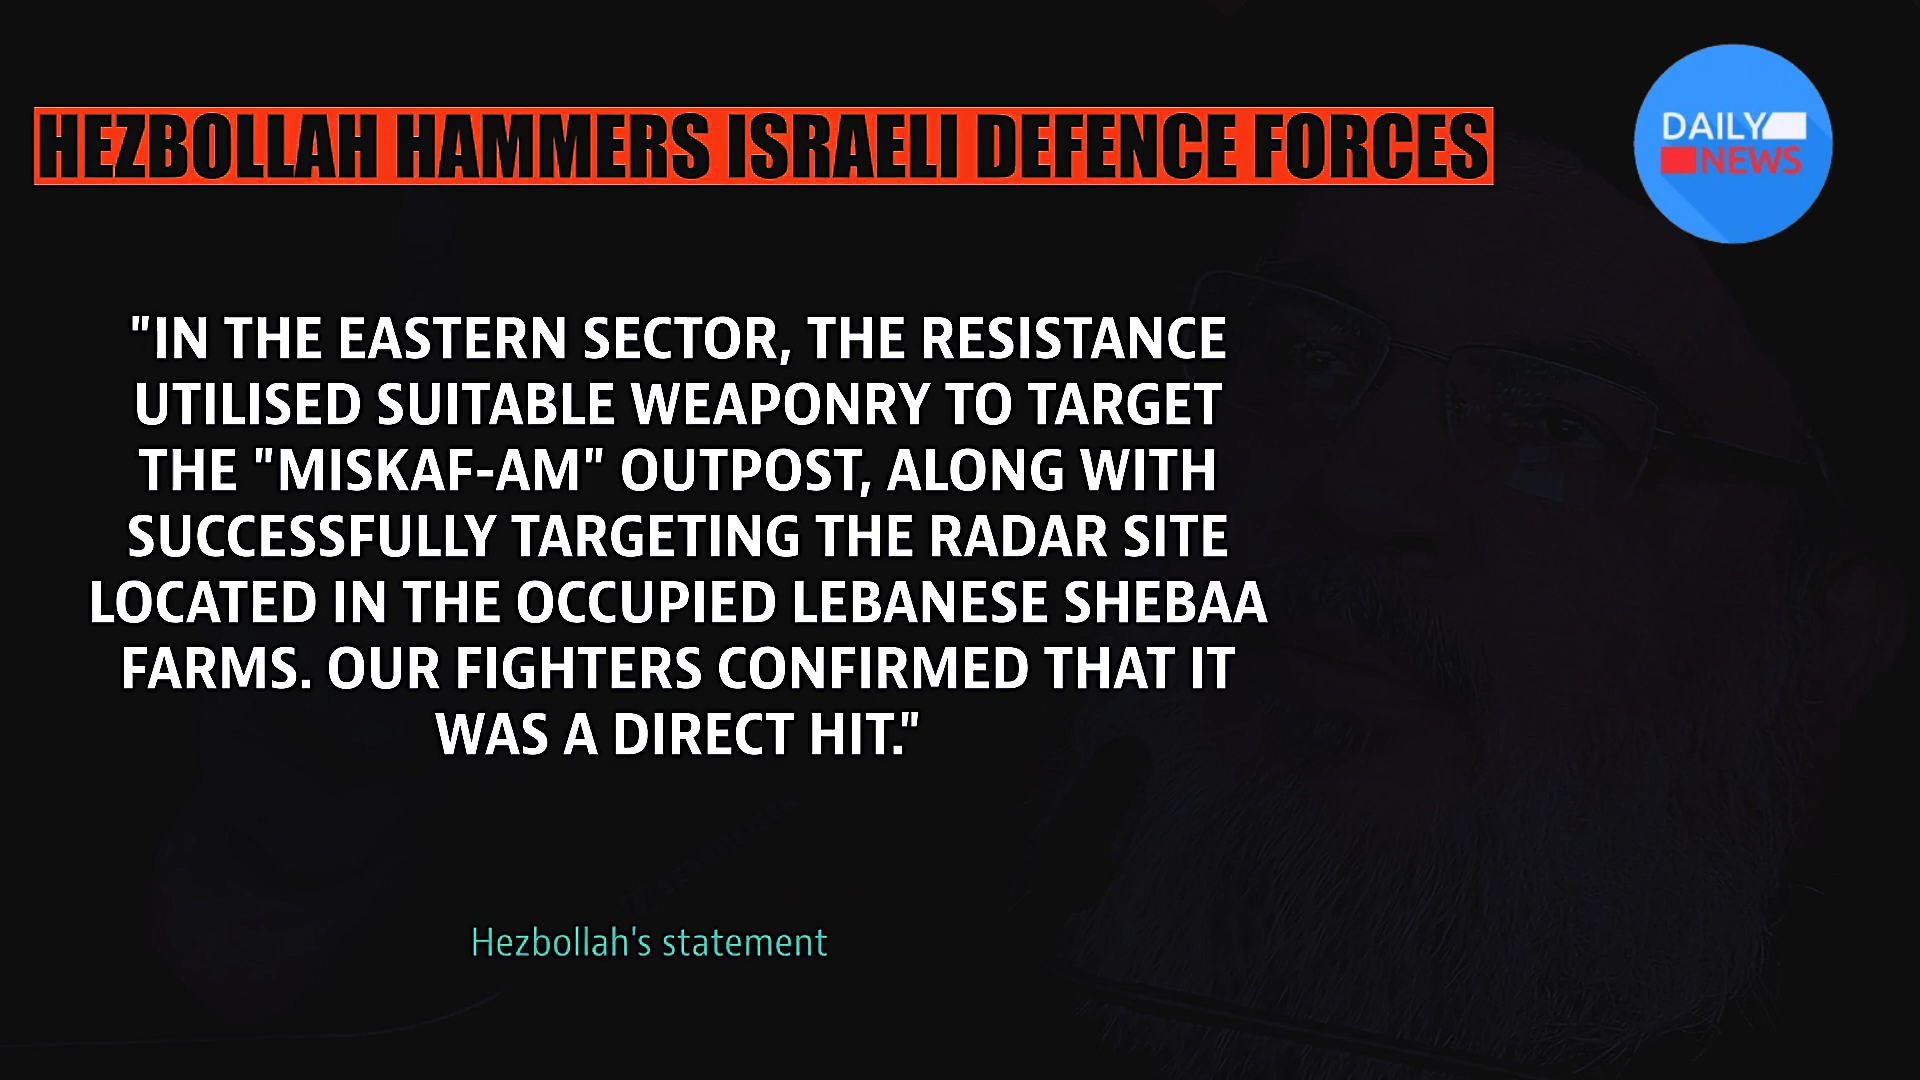 HEZBOLLAH HAMMERS ISRAELI DEFENCE FORCES
DAILY
NEWS
"IN THE EASTERN SECTOR, THE RESISTANCE
UTILISED SUITABLE WEAPONRY TO TARGET
THE "MISKAF-AM" OUTPOST, ALONG WITH
SUCCESSFULLY TARGETING THE RADAR SITE
LOCATED IN THE OCCUPIED LEBANESE SHEBAA
FARMS. OUR FIGHTERS CONFIRMED THAT IT
WAS A DIRECT HIT."
Hezbollah's statement